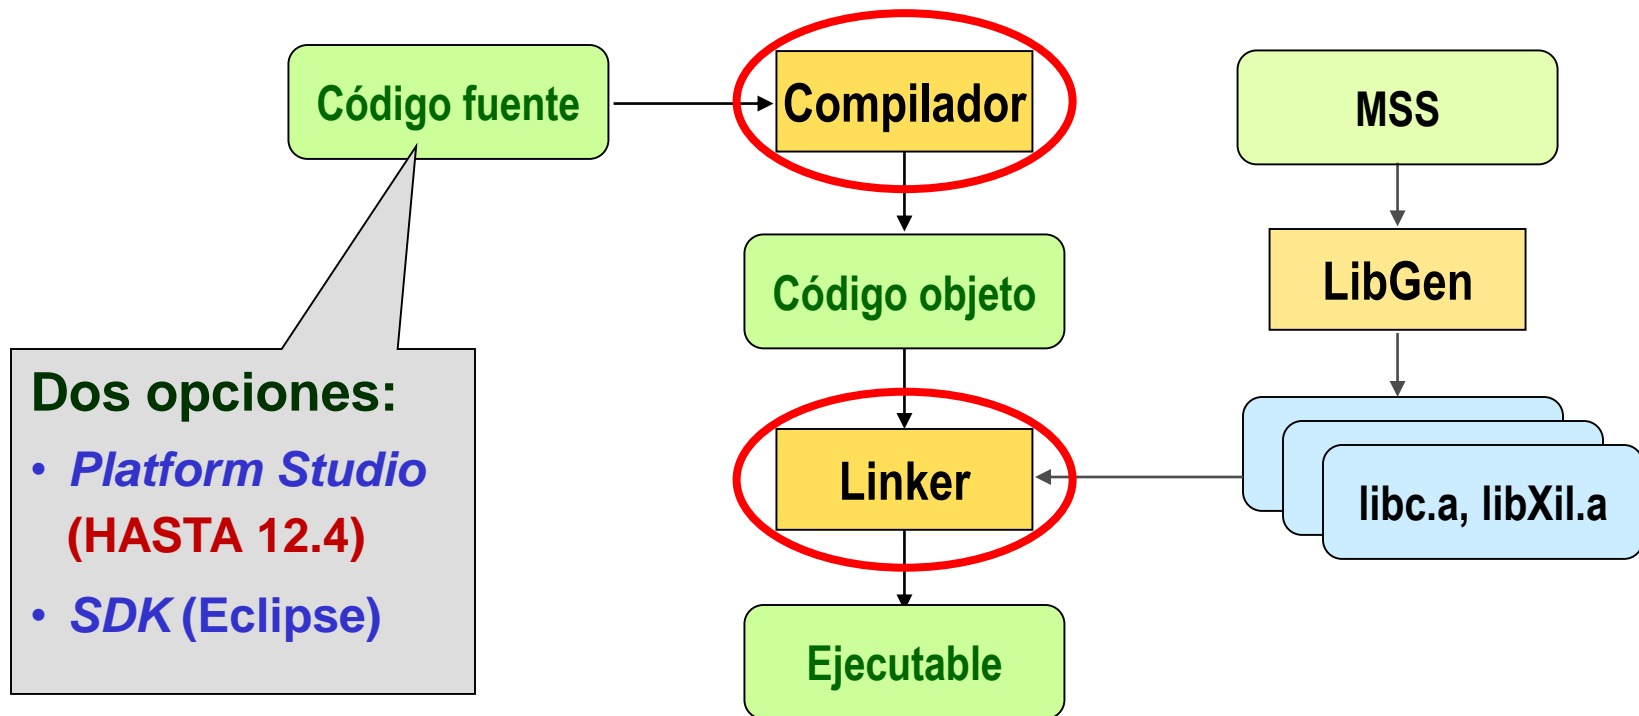 Código fuente
Compilador
MSS
LibGen
Código objeto
Dos opciones:
• Platform Studio
(HASTA 12.4)
• SDK (Eclipse)
Linker
libc.a, libXil.a
Ejecutable